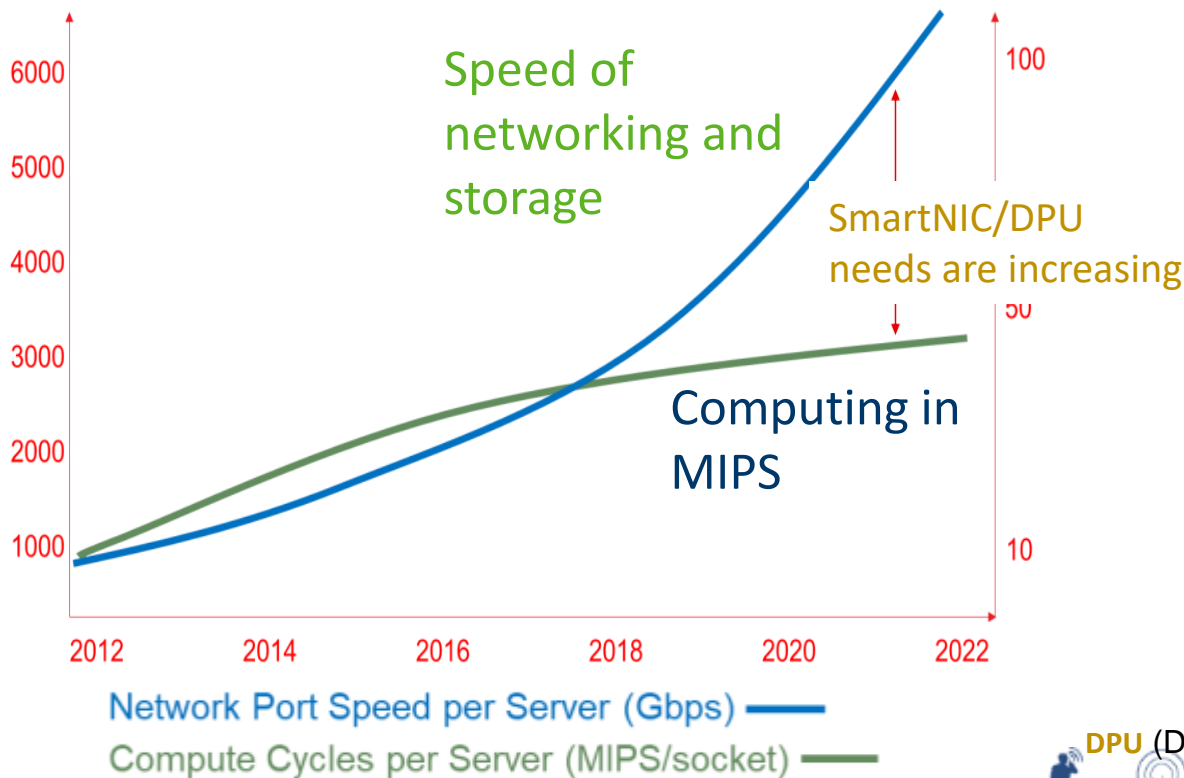 6000
5000
4000
3000
2000
1000
100
50
10
Speed of
networking and
storage
SmartNIC/DPU
needs are increasing
Computing in
MIPS
2012 2014 2016 2018 2020 2022
Network Port Speed per Server (Gbps)
Compute Cycles per Server (MIPS/socket)
DPU (D